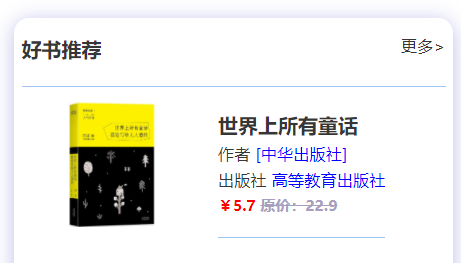 好书推荐
更多>
世界上所有童话
作者 [中华出版社]
出版社 高等教育出版社
￥5.7 原价：22.9